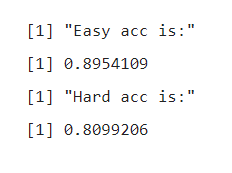 [1] "Easy acc is:"
[1] 0.8954109
[1] "Hard acc is:"
[1] 0.8099206